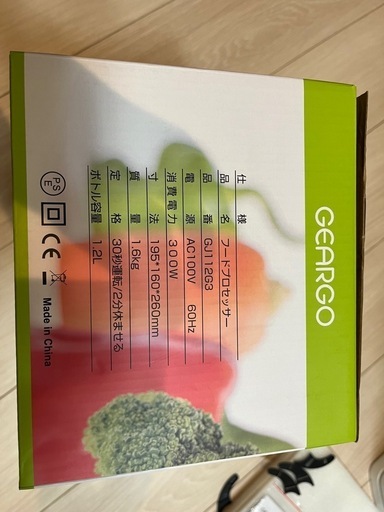 GEARGO
仕 様
品 名 フードプロセッサー
品 番 GJ112G3
電 源 AC100V 60Hz
消費電力 300W
寸 法 195*160*260mm
質 量 1.6kg
定 格 30秒運転/2分休ませる
ボトル容量 1.2L
PS
E
CE
Made in China